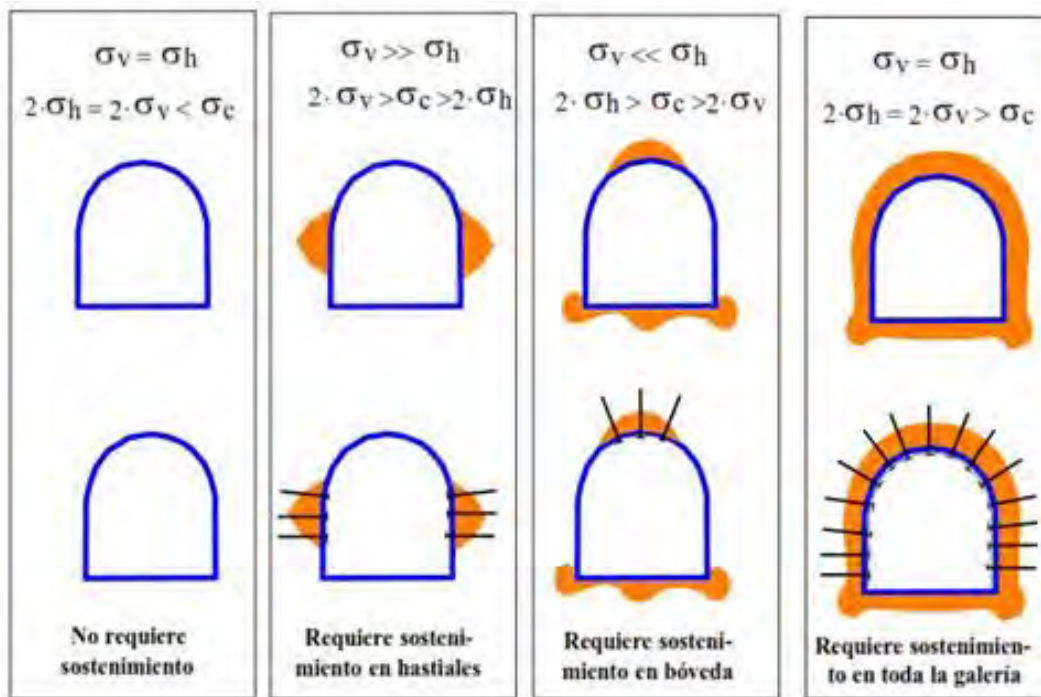 σv = σh
2·σh = 2·σv < σc
No requiere
sostenimiento
σv >> σh
2·σv >σc >2·σh
Requiere sosteni-
miento en hastiales
σv << σh
2·σh > σc >2·σv
Requiere sosteni-
miento en bóveda
σv = σh
2·σh = 2·σv > σc
Requiere sostenimien-
to en toda la galería